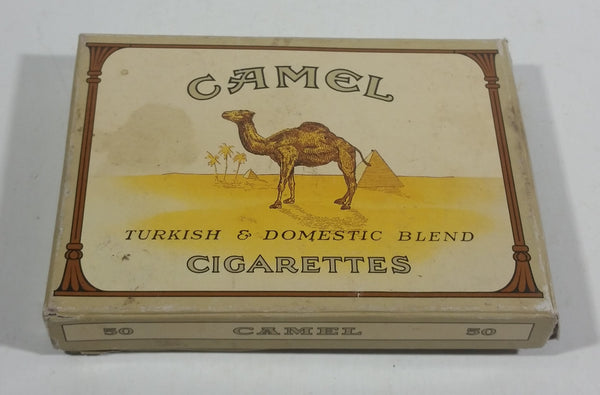 CAMEL
TURKISH & DOMESTIC BLEND
CIGARETTES
50 CAMEL 50